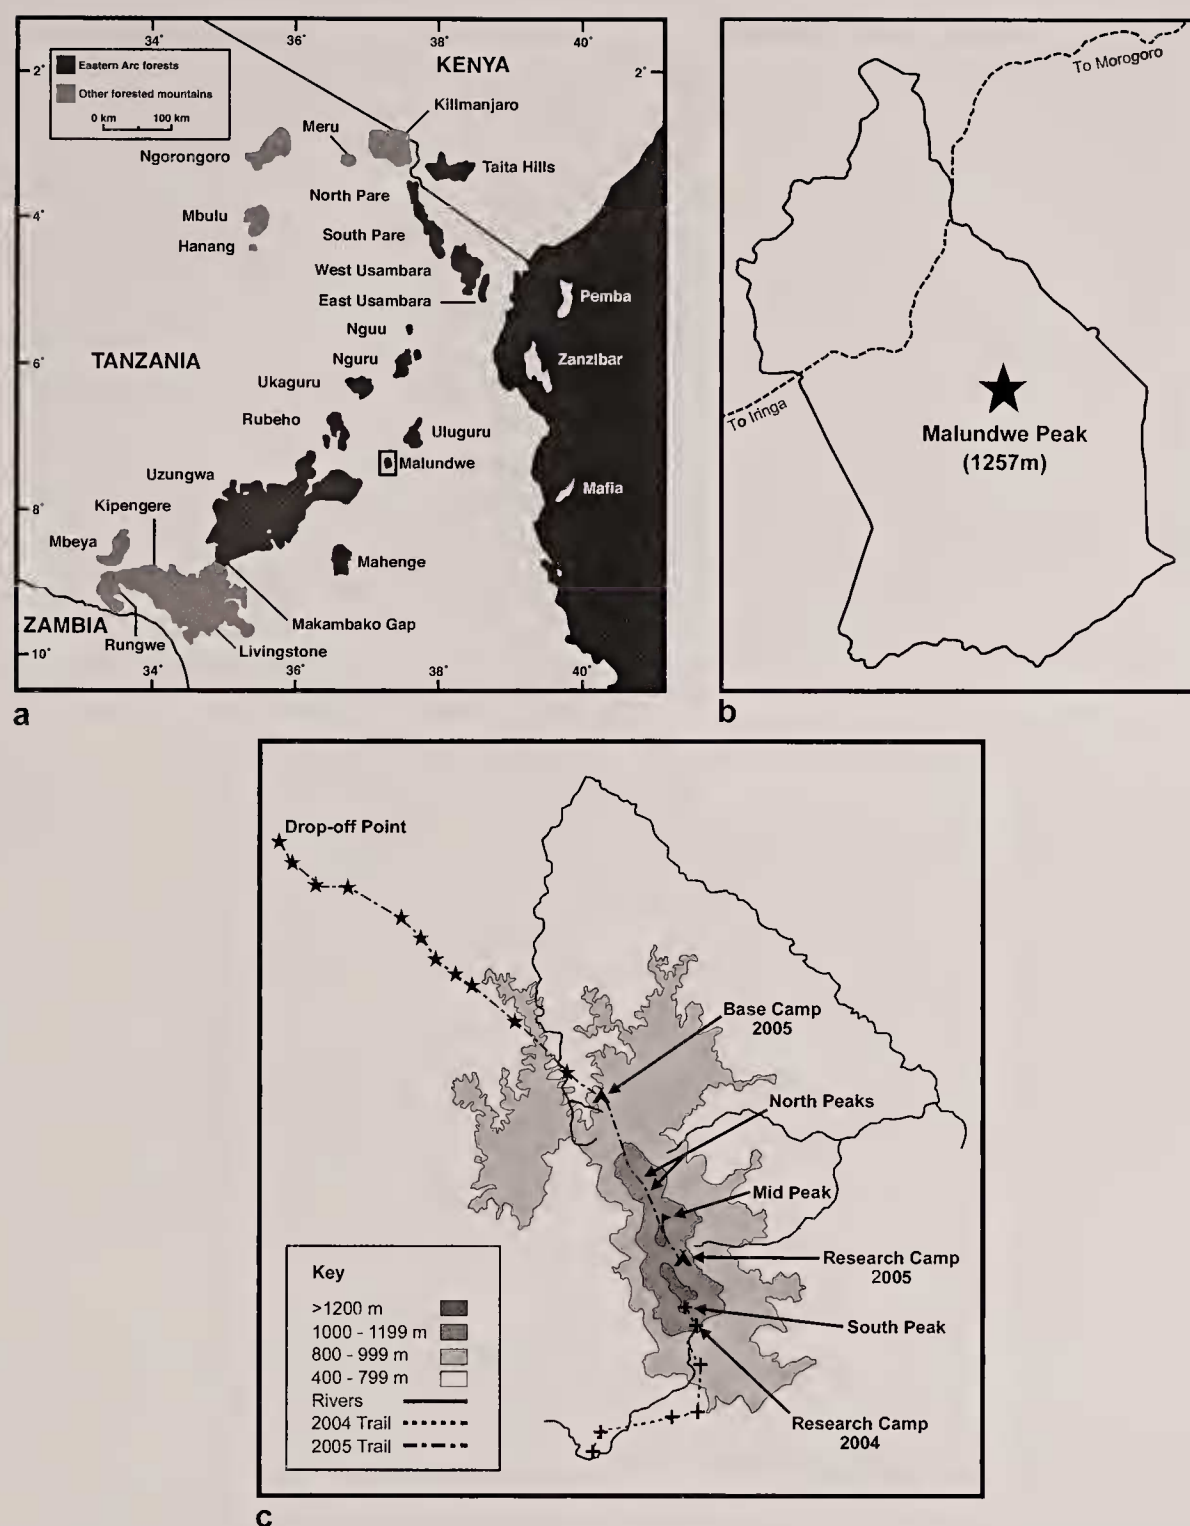 34°
36°
38°
40°
Eastern Arc forests
Other forested mountains
0 km 100 km
2°
KENYA
2°
Killmanjaro
Meru
Ngorongoro
Taita Hills
North Pare
Mbulu
4°
South Pare
Hanang
West Usambara
East Usambara
Pemba
Nguu
TANZANIA
Nguru
Zanzibar
6°
Ukaguru
Rubeho
Uluguru
Malundwe
Uzungwa
Mafia
Kipengere
8°
Mbeya
Mahenge
Makambako Gap
ZAMBIA
Rungwe
Livingstone
10°
34°
36°
38°
40°
a
To Morogoro
To Iringa
Malundwe Peak
(1257m)
b
Drop-off Point
Base Camp
2005
North Peaks
Mid Peak
Research Camp
2005
South Peak
Research Camp
2004
Key
>1200 m
1000 - 1199 m
800 - 999 m
400 - 799 m
Rivers
2004 Trail
2005 Trail
c